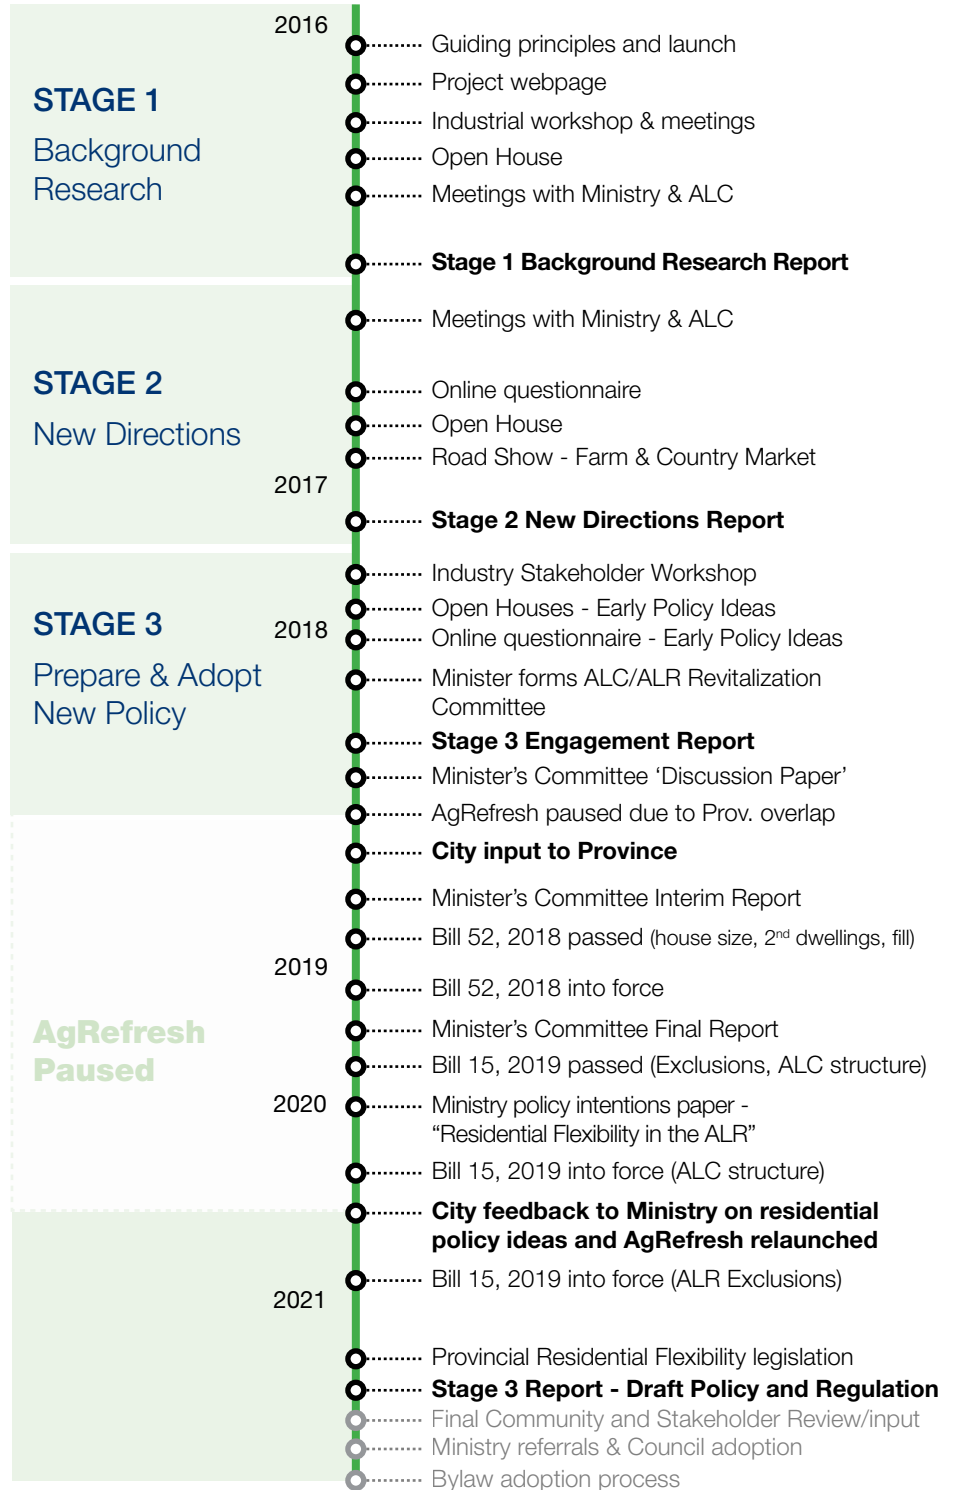 2016
Guiding principles and launch
Project webpage
STAGE 1
Industrial workshop & meetings
Background
Research
Open House
Meetings with Ministry & ALC
Stage 1 Background Research Report
Meetings with Ministry & ALC
STAGE 2
New Directions
Online questionnaire
Open House
Road Show - Farm & Country Market
2017
Stage 2 New Directions Report
Industry Stakeholder Workshop
Open Houses - Early Policy Ideas
STAGE 3
2018
Online questionnaire - Early Policy Ideas
Prepare & Adopt
New Policy
Minister forms ALC/ALR Revitalization
Committee
Stage 3 Engagement Report
Minister’s Committee ‘Discussion Paper’
AgRefresh paused due to Prov. overlap
City input to Province
Minister’s Committee Interim Report
Bill 52, 2018 passed (house size, 2nd dwellings, fill)
2019
Bill 52, 2018 into force
AgRefresh
Paused
Minister’s Committee Final Report
Bill 15, 2019 passed (Exclusions, ALC structure)
2020
Ministry policy intentions paper -
“Residential Flexibility in the ALR”
Bill 15, 2019 into force (ALC structure)
City feedback to Ministry on residential
policy ideas and AgRefresh relaunched
Bill 15, 2019 into force (ALR Exclusions)
2021
Provincial Residential Flexibility legislation
Stage 3 Report - Draft Policy and Regulation
Final Community and Stakeholder Review/input
Ministry referrals & Council adoption
Bylaw adoption process